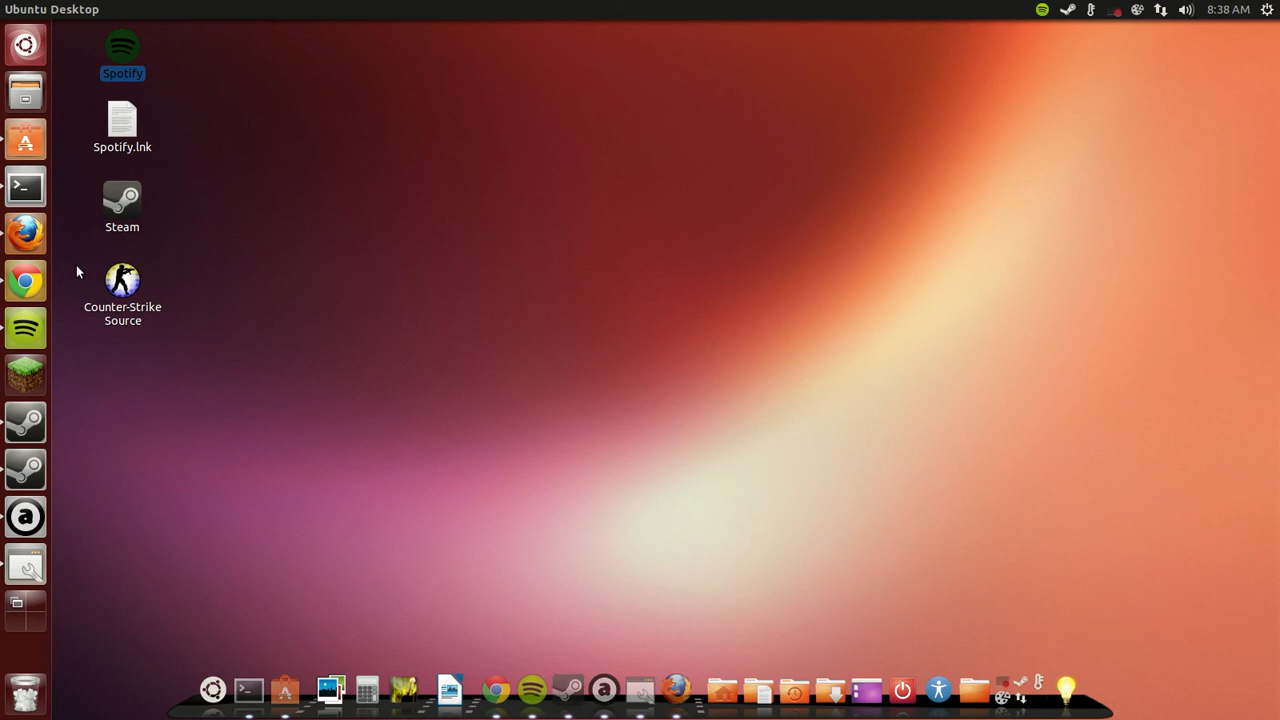 Ubuntu Desktop
8:38 AM
Spotify
Spotify.lnk
Steam
Counter-Strike
Source